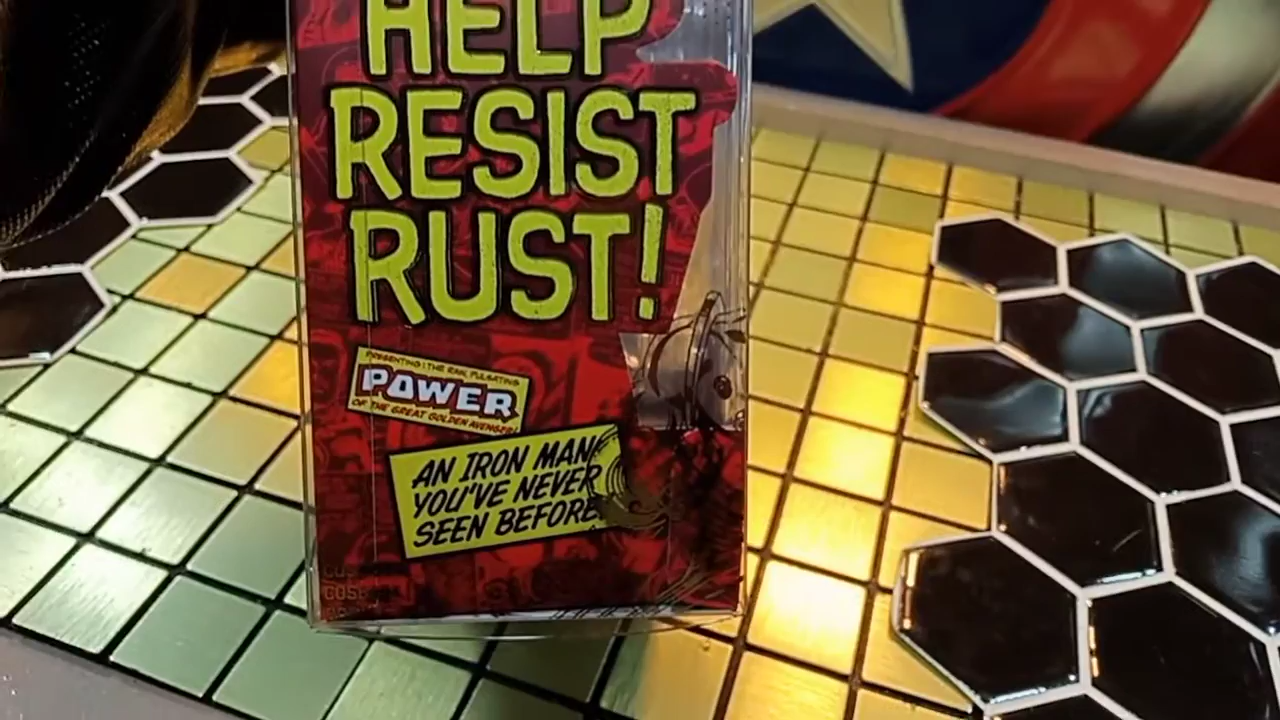 HELP
RESIST
RUST!
PRESENTING: THE RAW, PULSATING
POWER
OF THE GREAT GOLDEN AVENGER!
AN IRON MAN
YOU'VE NEVER
SEEN BEFORE